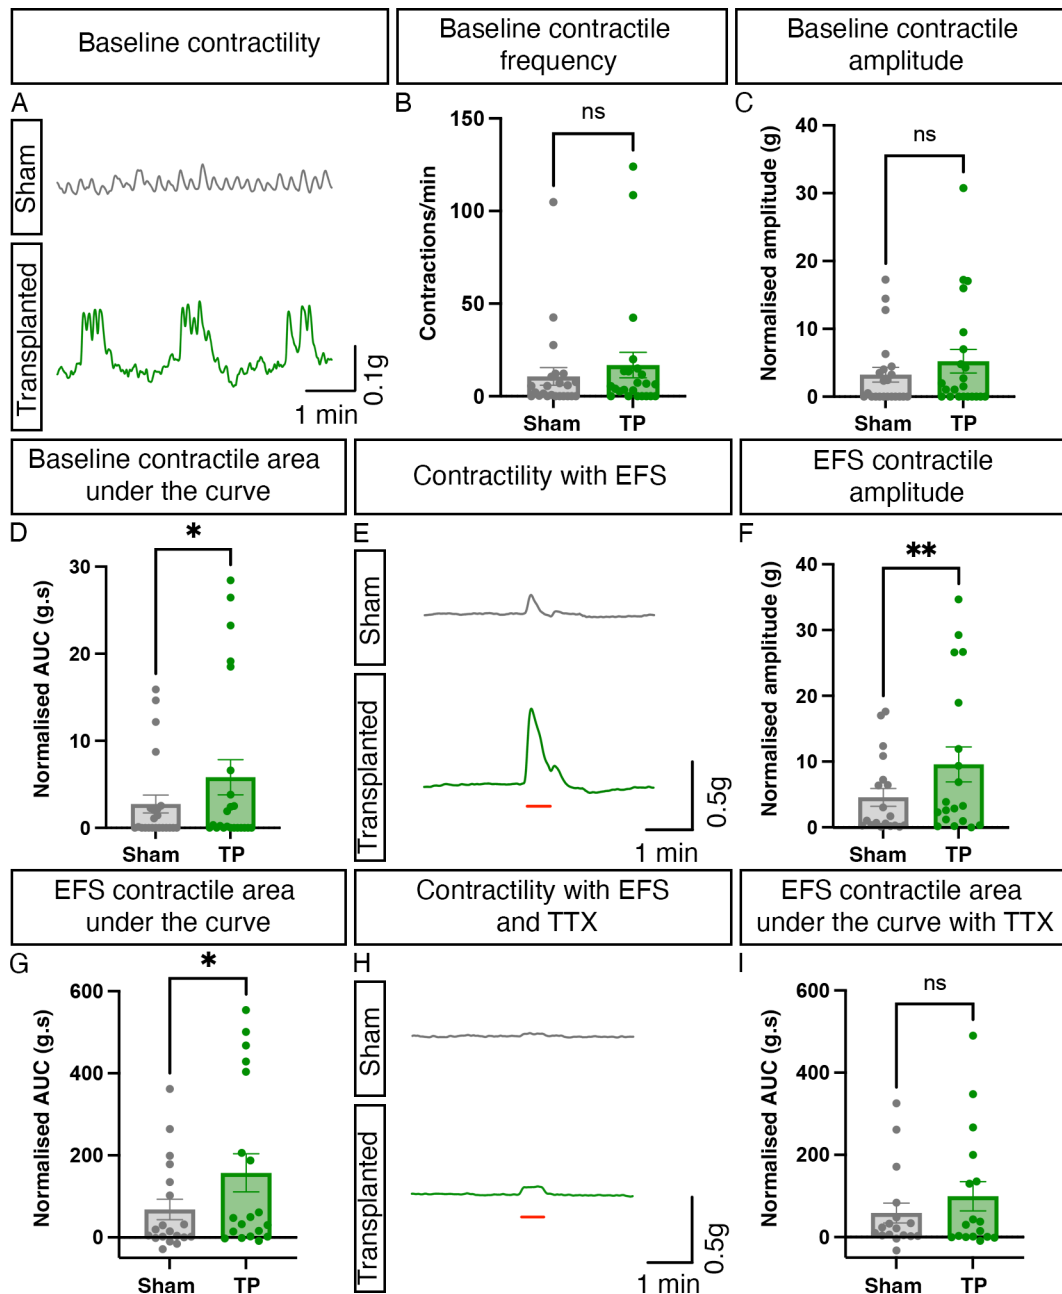 Baseline contractility
Baseline contractile
frequency
Baseline contractile
amplitude
A
Sham
Transplanted
1 min
0.1g
B
ns
150
100
50
0
Contractions/min
Sham
TP
C
ns
40
30
20
10
0
Normalised amplitude (g)
Sham
TP
Baseline contractile area
under the curve
Contractility with EFS
EFS contractile
amplitude
D
*
30
20
10
0
Normalised AUC (g.s)
Sham
TP
E
Sham
Transplanted
1 min
0.5g
F
**
40
30
20
10
0
Normalised amplitude (g)
Sham
TP
EFS contractile area
under the curve
Contractility with EFS
and TTX
EFS contractile area
under the curve with TTX
G
*
600
400
200
0
Normalised AUC (g.s)
Sham
TP
H
Sham
Transplanted
1 min
0.5g
I
ns
600
400
200
0
Normalised AUC (g.s)
Sham
TP